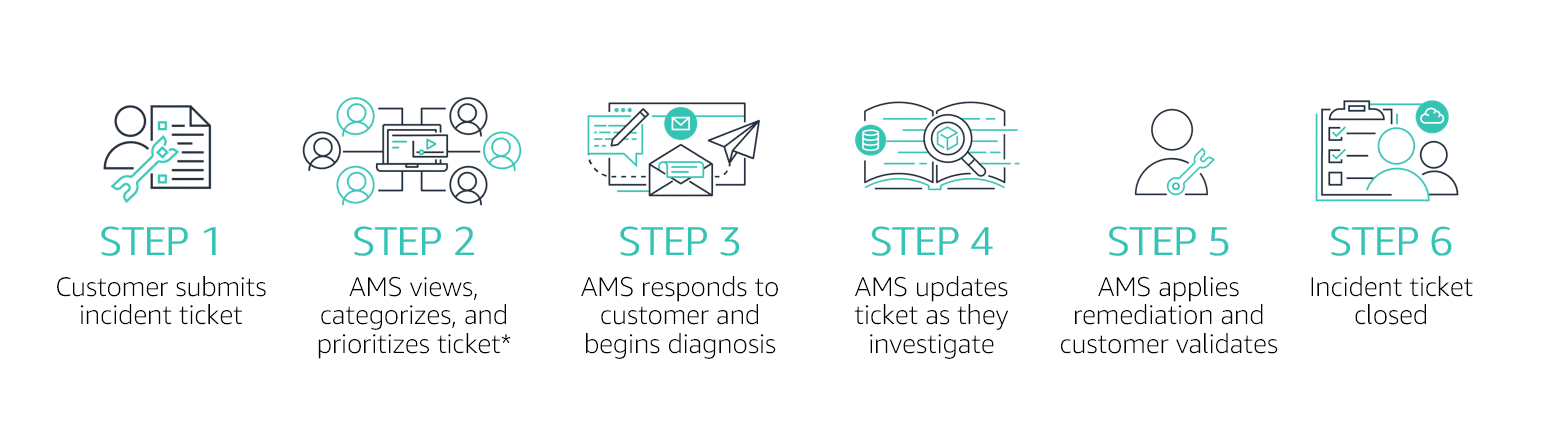 STEP 1
Customer submits
incident ticket
STEP 2
AMS views,
categorizes, and
prioritizes ticket*
STEP 3
AMS responds to
customer and
begins diagnosis
STEP 4
AMS updates
ticket as they
investigate
STEP 5
AMS applies
remediation and
customer validates
STEP 6
Incident ticket
closed